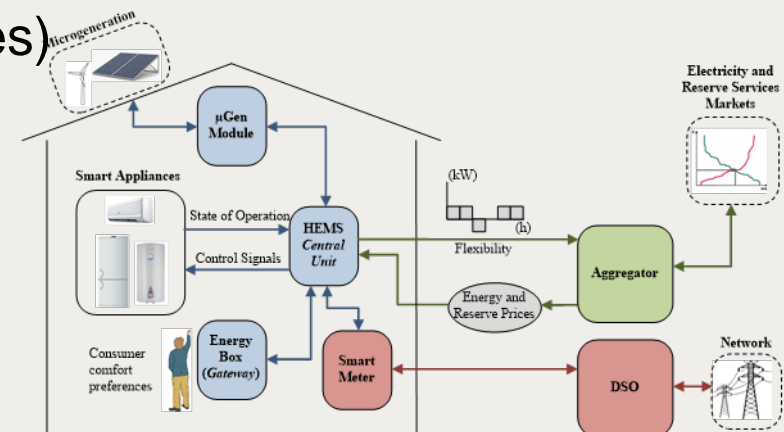 es)
Microgeneration
µGen
Module
Electricity and
Reserve Services
Markets
Smart Appliances
State of Operation
Control Signals
HEMS
Central
Unit
(kW)
(h)
Flexibility
Aggregator
Energy and
Reserve Prices
Consumer
comfort
preferences
Energy
Box
(Gateway)
Smart
Meter
DSO
Network